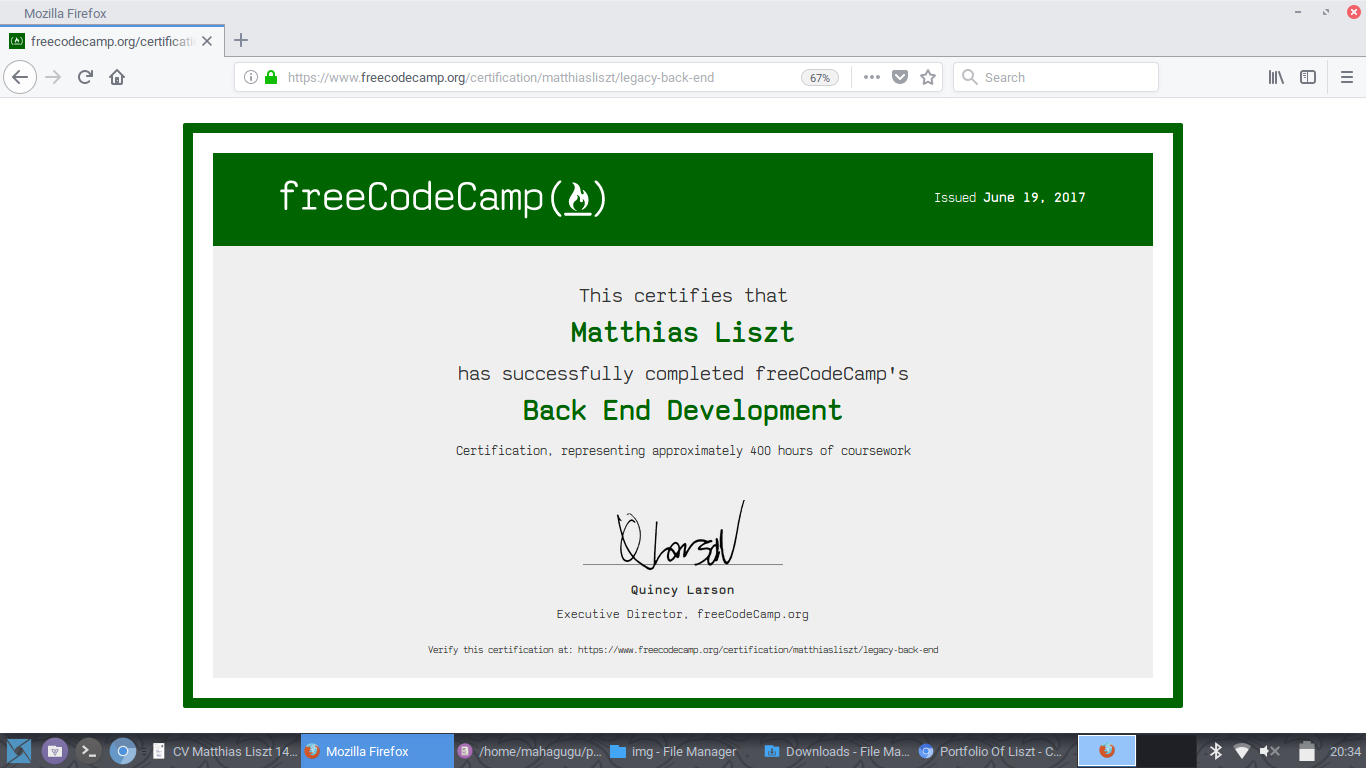 Mozilla Firefox
freecodecamp.org/certificati
https://www.freecodecamp.org/certification/matthiasliszt/legacy-back-end
67%
Search
freeCodeCamp
Issued June 19, 2017
This certifies that
Matthias Liszt
has successfully completed freeCodeCamp's
Back End Development
Certification, representing approximately 400 hours of coursework
Q Larson
Quincy Larson
Executive Director, freeCodeCamp.org
Verify this certification at: https://www.freecodecamp.org/certification/matthiasliszt/legacy-back-end
CV Matthias Liszt 14...
Mozilla Firefox
/home/mahagugu/p...
img - File Manager
Downloads - File Ma...
Portfolio Of Liszt - C...
20:34